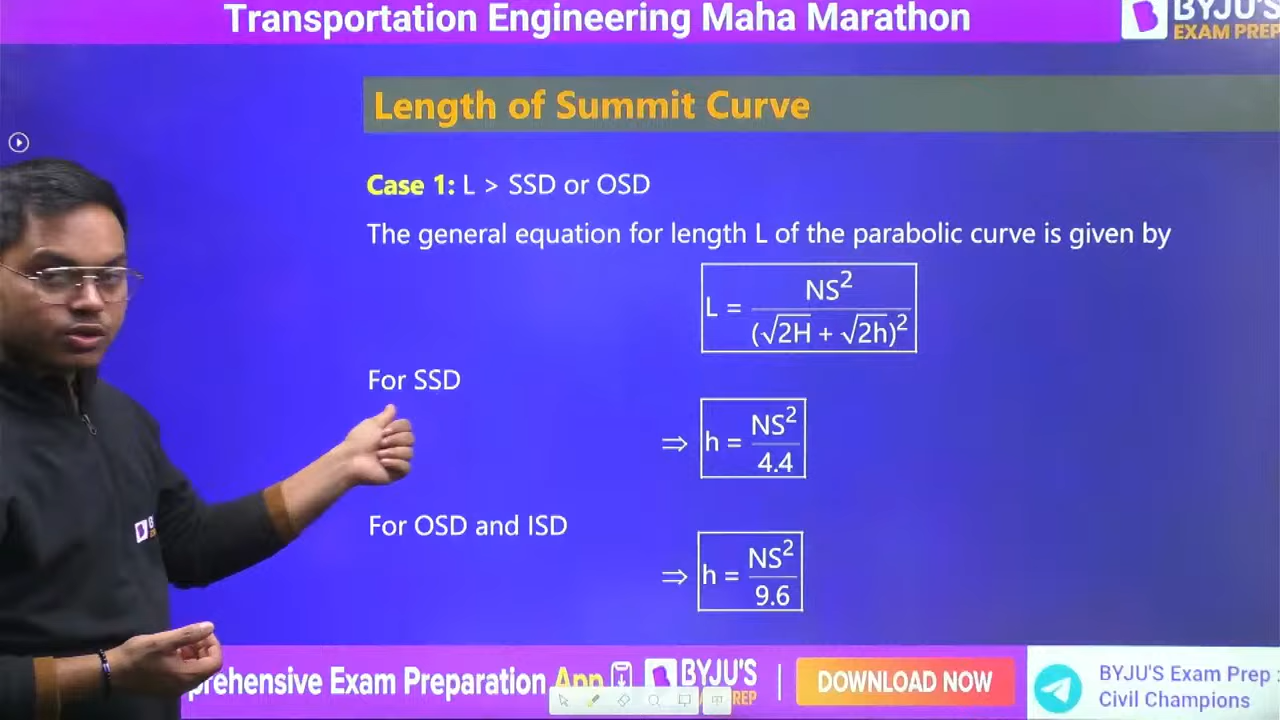 Transportation Engineering Maha Marathon
BYJU'S
EXAM PREP
Length of Summit Curve
Case 1: L > SSD or OSD
The general equation for length L of the parabolic curve is given by
L = NS² / (√2H + √2h)²
For SSD
⇒ h = NS² / 4.4
For OSD and ISD
⇒ h = NS² / 9.6
prehensive Exam Preparation App
BYJU'S
PREP
DOWNLOAD NOW
BYJU'S Exam Prep :
Civil Champions